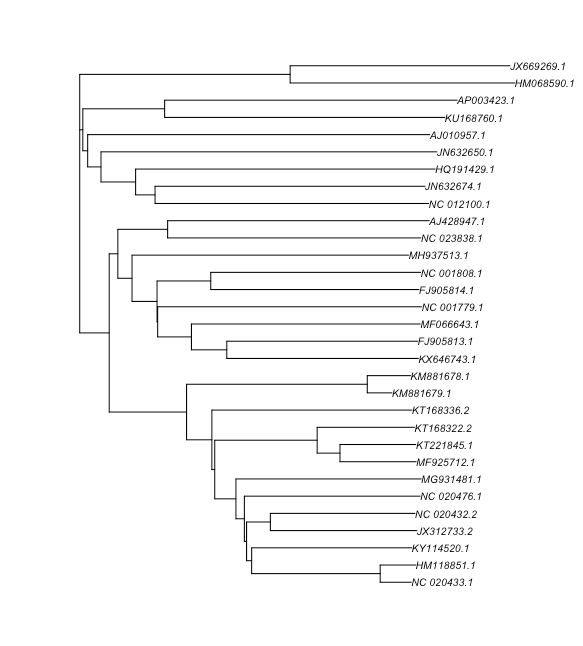 JX669269.1
HM068590.1
AP003423.1
KU168760.1
AJ010957.1
JN632650.1
HQ191429.1
JN632674.1
NC 012100.1
AJ428947.1
NC 023838.1
MH937513.1
NC 001808.1
FJ905814.1
NC 001779.1
MF066643.1
FJ905813.1
KX646743.1
KM881678.1
KM881679.1
KT168336.2
KT168322.2
KT221845.1
MF925712.1
MG931481.1
NC 020476.1
NC 020432.2
JX312733.2
KY114520.1
HM118851.1
NC 020433.1